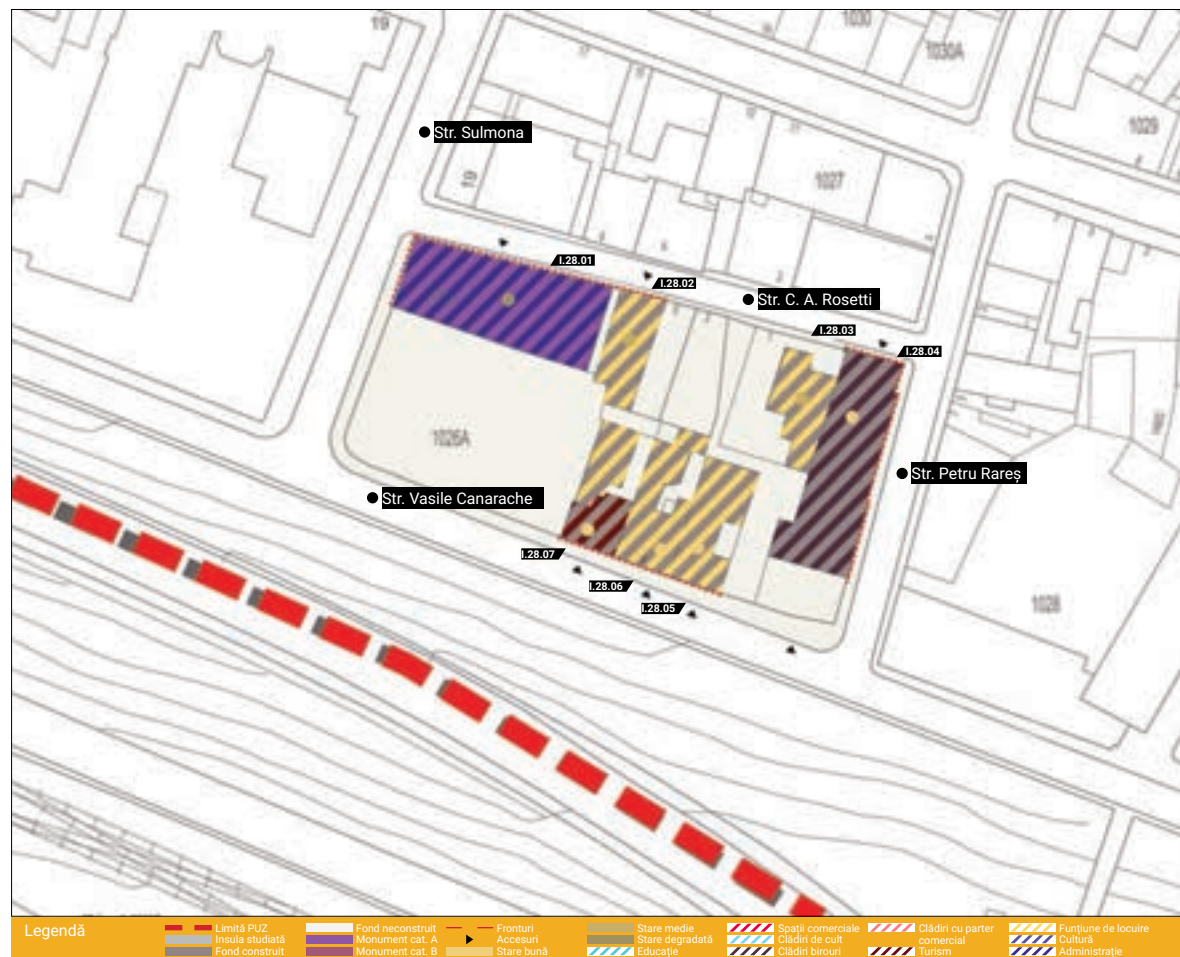 19
1030
1030A
1029
Str. Sulmona
19
1027
I.28.01
I.28.02
Str. C. A. Rosetti
I.28.03
I.28.04
1026A
Str. Petru Rareș
Str. Vasile Canarache
I.28.07
I.28.06
I.28.05
1028
Legendă
Limită PUZ
Insula studiată
Fond construit
Fond neconstruit
Monument cat. A
Monument cat. B
Fronturi
Accesuri
Stare bună
Stare medie
Stare degradată
Educație
Spații comerciale
Clădiri de cult
Clădiri birouri
Clădiri cu parter
comercial
Turism
Funțiune de locuire
Cultură
Administrație